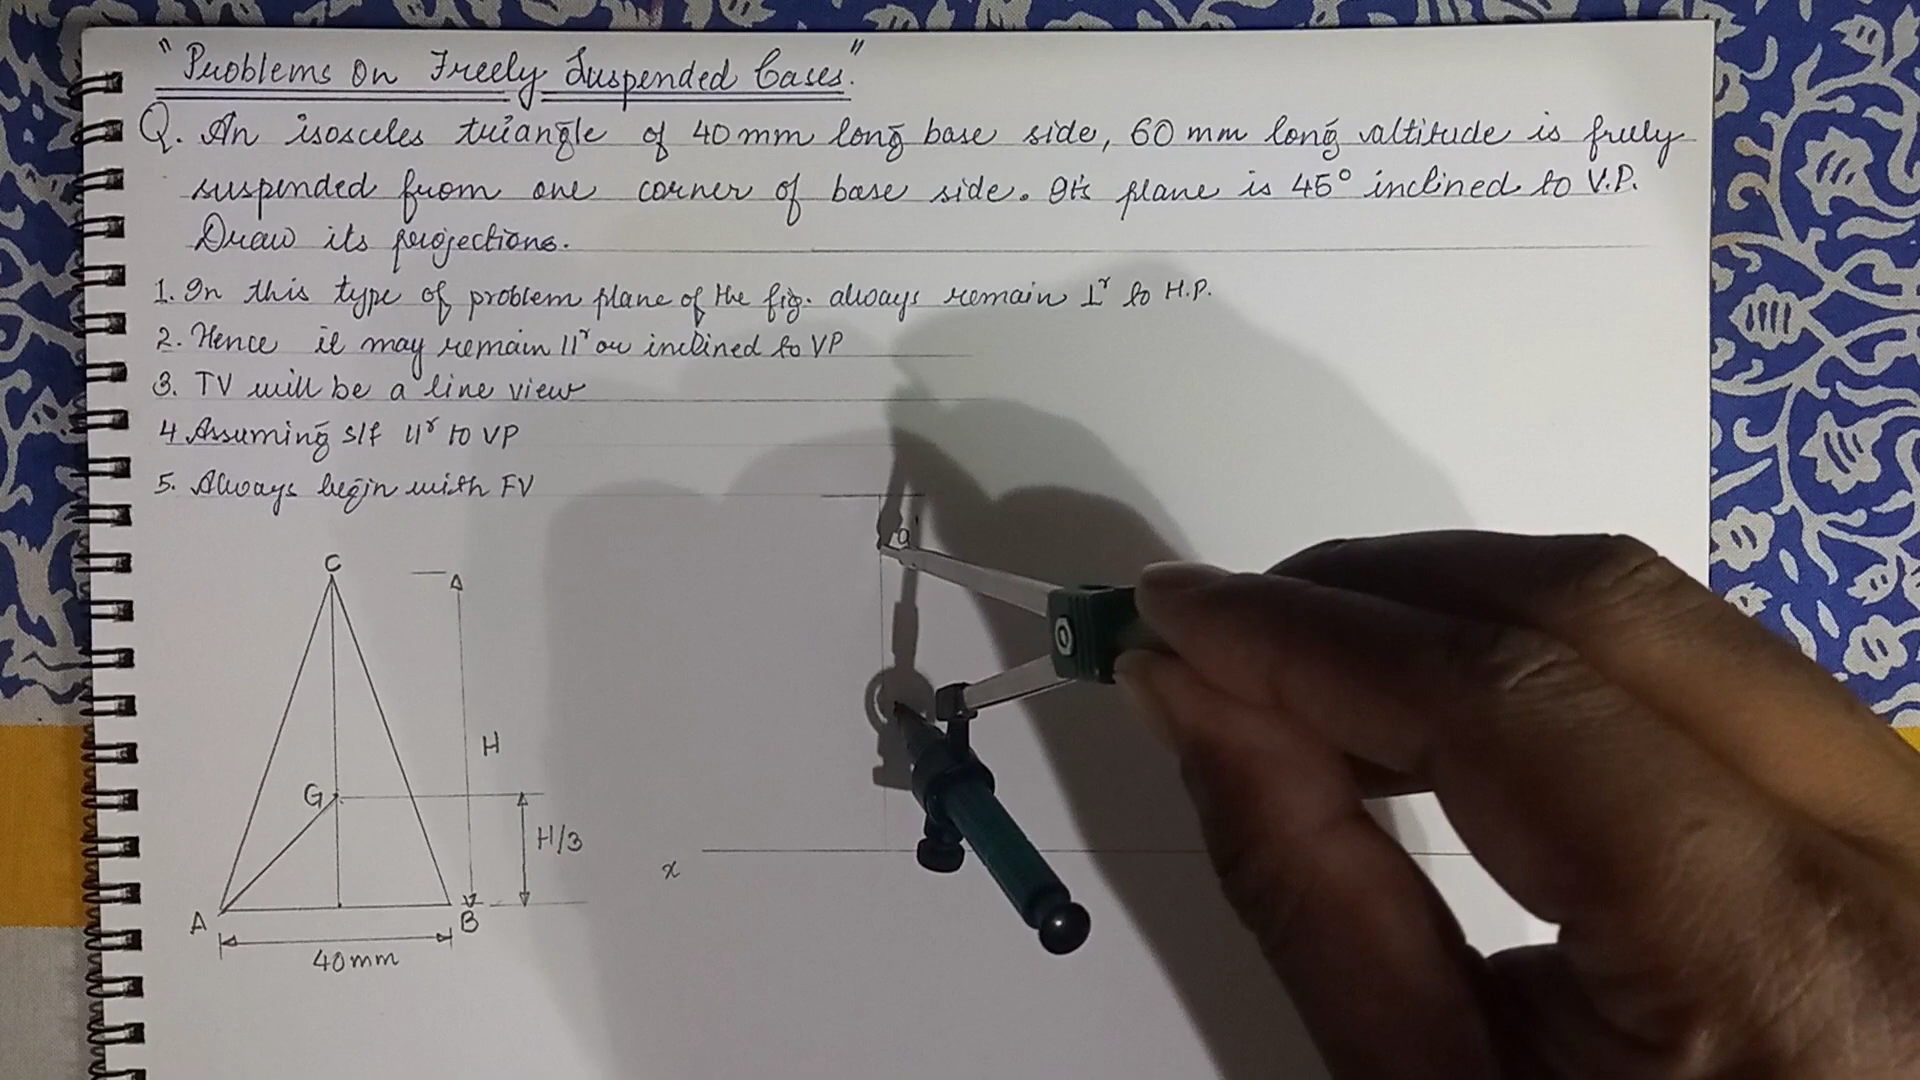 "Problems On Freely Suspended Cases."
Q. An isosceles triangle of 40 mm long base side, 60 mm long altitude is freely
suspended from one corner of base side. It's plane is 45° inclined to V.P.
Draw its projections.
1. In this type of problem plane of the fig. always remain ⊥r to H.P.
2. Hence it may remain 11r or inclined to VP
3. TV will be a line view
4 Assuming s/f 11r to VP
5. Always begin with FV
C
a'
H
G
H/3
x
A
B
40mm